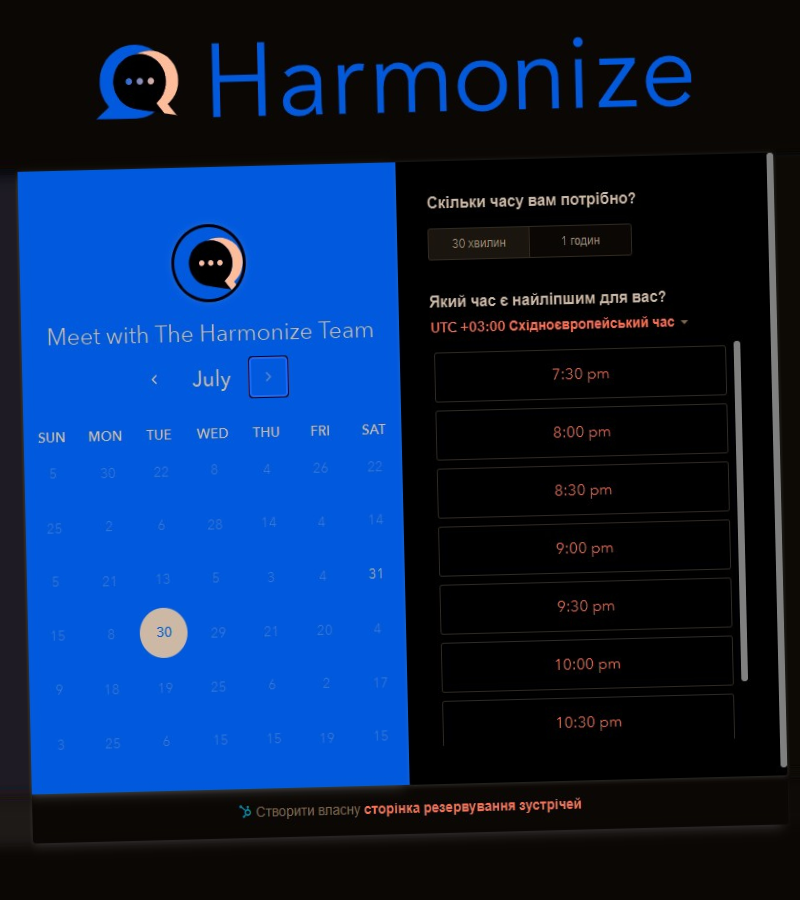 Harmonize
Meet with The Harmonize Team
July
SUN MON TUE WED THU FRI SAT
5 30 22 8 4 26 22
25 2 6 28 14 4 14
5 21 13 5 3 4 31
15 8 30 29 21 20 4
9 18 19 25 6 2 17
3 25 6 15 15 19 15
Скільки часу вам потрібно?
30 хвилин 1 годин
Який час є найліпшим для вас?
UTC +03:00 Східноєвропейський час
7:30 pm
8:00 pm
8:30 pm
9:00 pm
9:30 pm
10:00 pm
10:30 pm
Створити власну сторінка резервування зустрічей